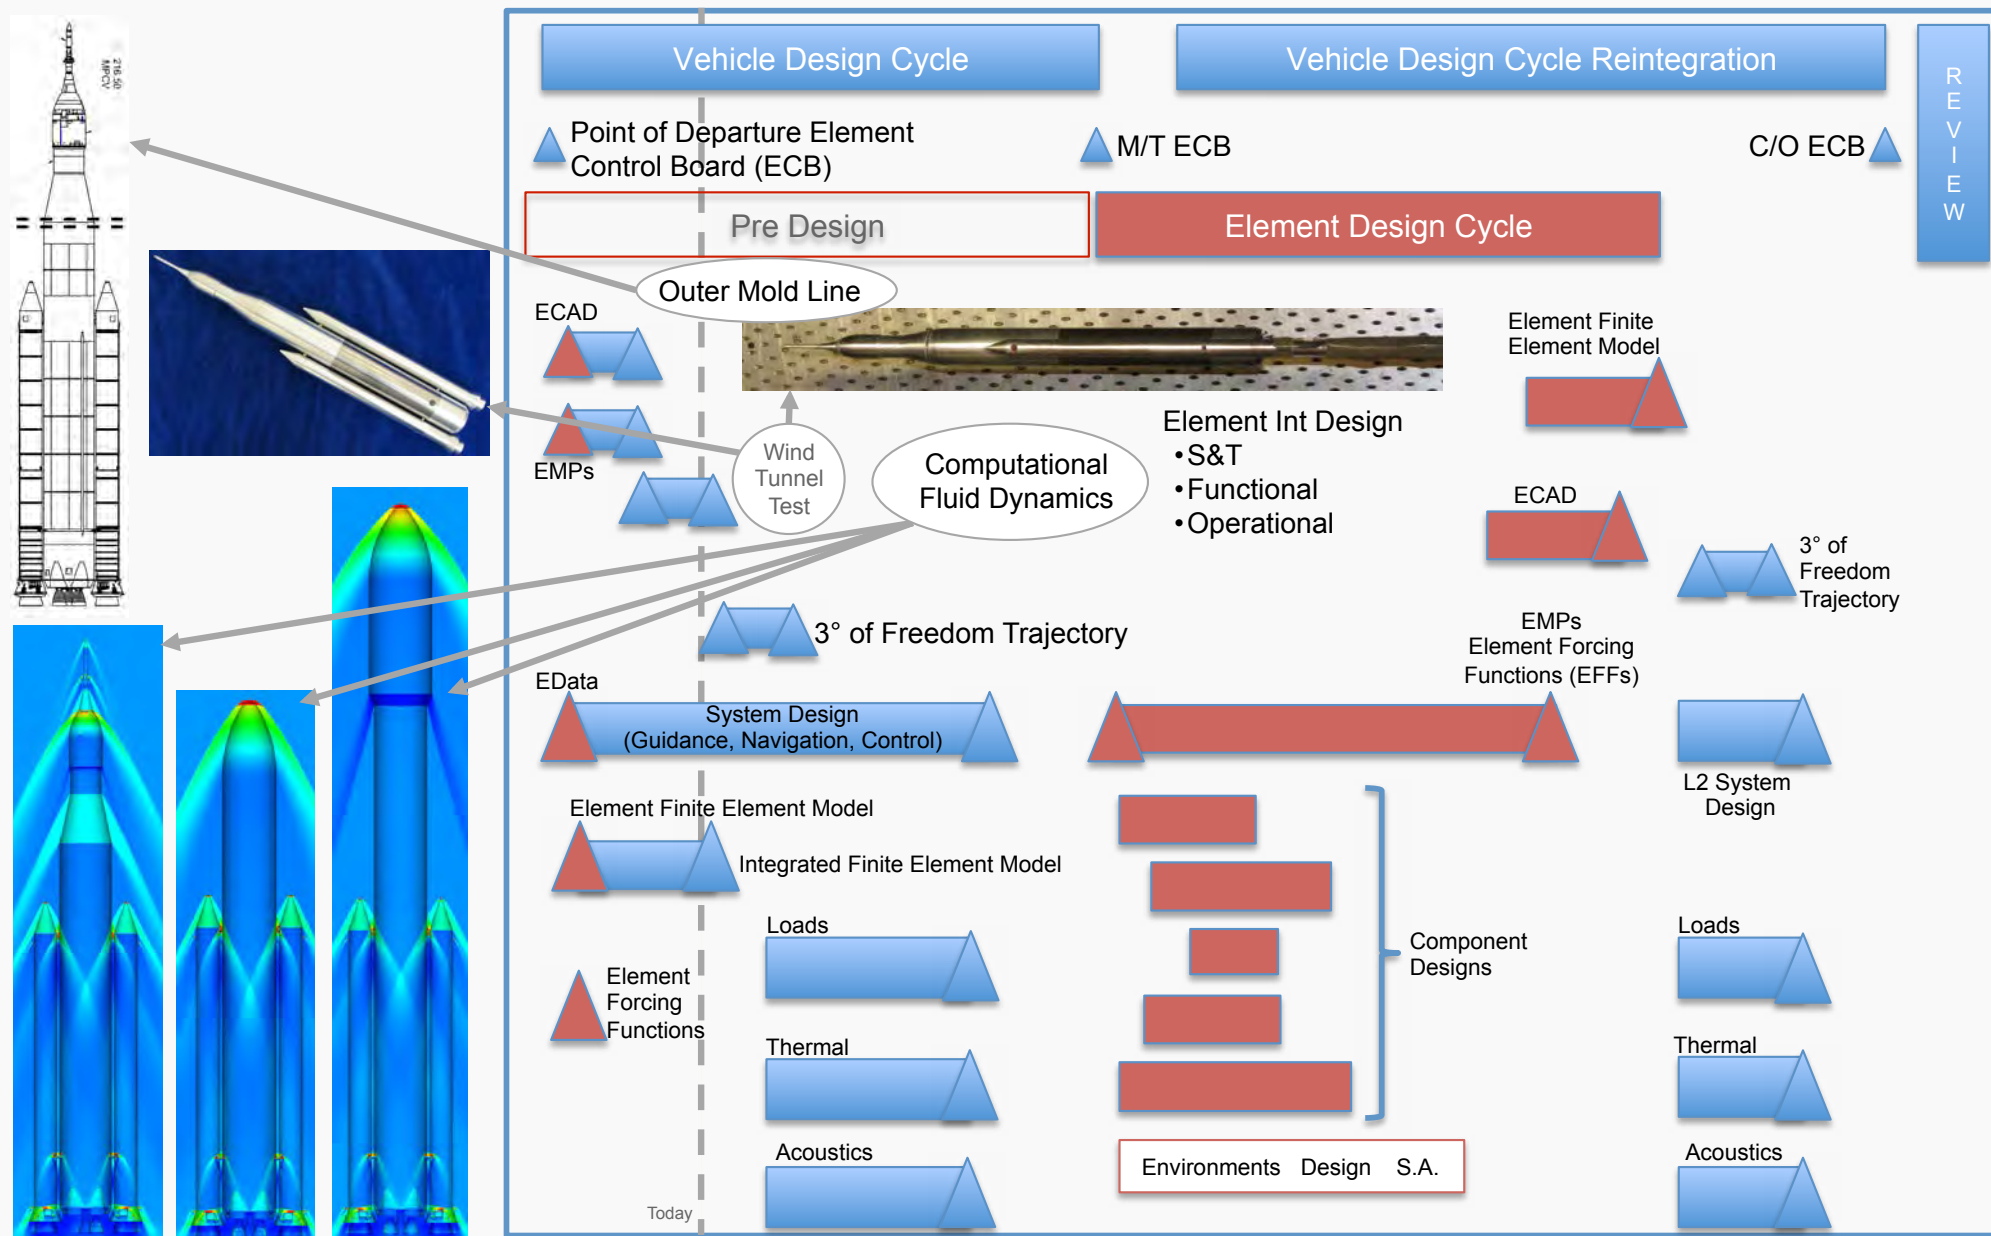 216.50
MPCV
Vehicle Design Cycle
Vehicle Design Cycle Reintegration
REVIEW
Point of Departure Element
Control Board (ECB)
M/T ECB
C/O ECB
Pre Design
Element Design Cycle
Outer Mold Line
ECAD
Element Finite
Element Model
EMPs
Wind
Tunnel
Test
Computational
Fluid Dynamics
Element Int Design
•S&T
•Functional
•Operational
ECAD
3° of
Freedom
Trajectory
3° of Freedom Trajectory
EMPs
Element Forcing
Functions (EFFs)
EData
System Design
(Guidance, Navigation, Control)
L2 System
Design
Element Finite Element Model
Integrated Finite Element Model
Loads
Component
Designs
Loads
Element
Forcing
Functions
Thermal
Thermal
Acoustics
Environments Design S.A.
Acoustics
Today